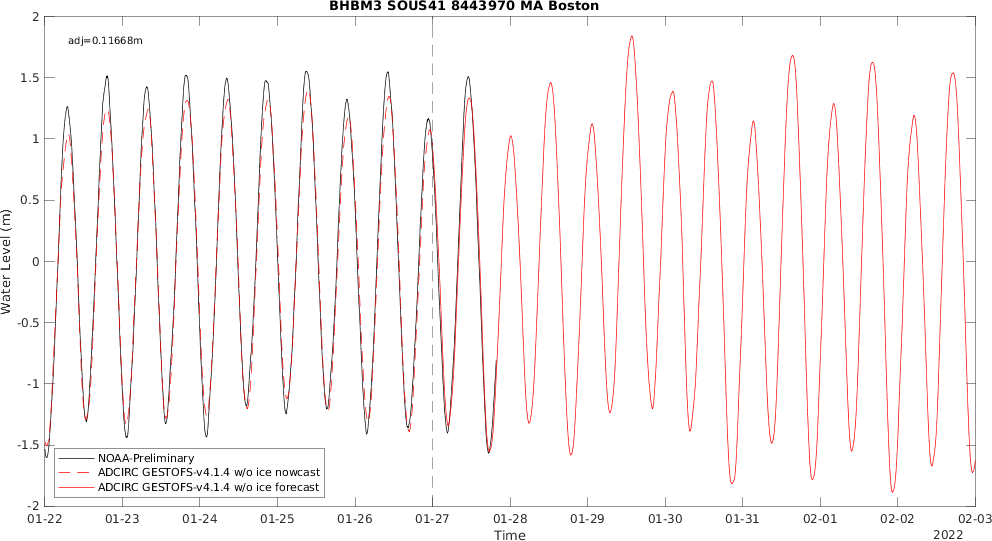 BHBM3 SOUS41 8443970 MA Boston
adj=0.11668m
2
1.5
1
0.5
0
-0.5
-1
-1.5
-2
Water Level (m)
NOAA-Preliminary
ADCIRC GESTOFS-v4.1.4 w/o ice nowcast
ADCIRC GESTOFS-v4.1.4 w/o ice forecast
01-22 01-23 01-24 01-25 01-26 01-27 01-28 01-29 01-30 01-31 02-01 02-02 02-03
Time
2022